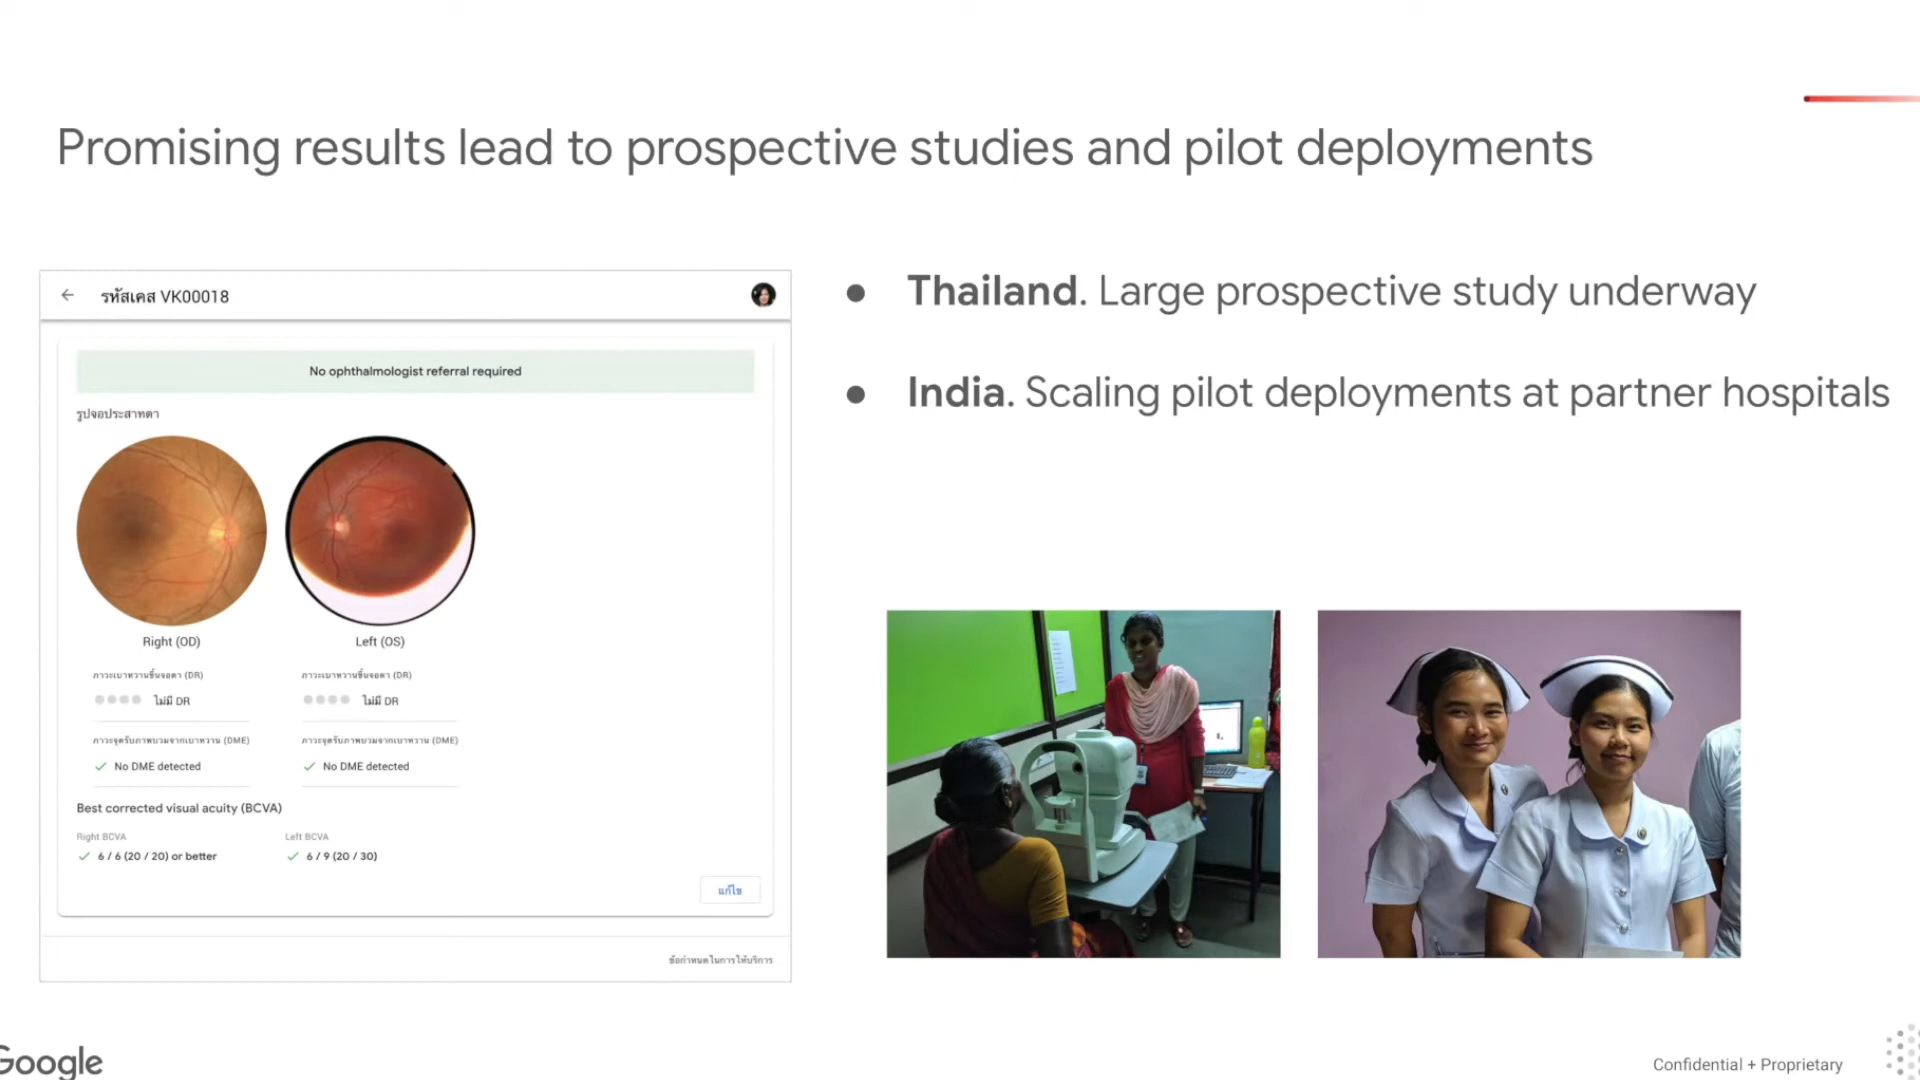 Promising results lead to prospective studies and pilot deployments
รหัสเคส VK00018
No ophthalmologist referral required
รูปจอประสาทตา
Right (OD)
Left (OS)
ภาวะเบาหวานขึ้นจอตา (DR)
ภาวะเบาหวานขึ้นจอตา (DR)
ไม่มี DR
ไม่มี DR
ภาวะจุดรับภาพบวมจากเบาหวาน (DME)
ภาวะจุดรับภาพบวมจากเบาหวาน (DME)
No DME detected
No DME detected
Best corrected visual acuity (BCVA)
Right BCVA
Left BCVA
6 / 6 (20 / 20) or better
6 / 9 (20 / 30)
แก้ไข
ข้อกำหนดในการให้บริการ
● Thailand. Large prospective study underway
● India. Scaling pilot deployments at partner hospitals
Google
Confidential + Proprietary